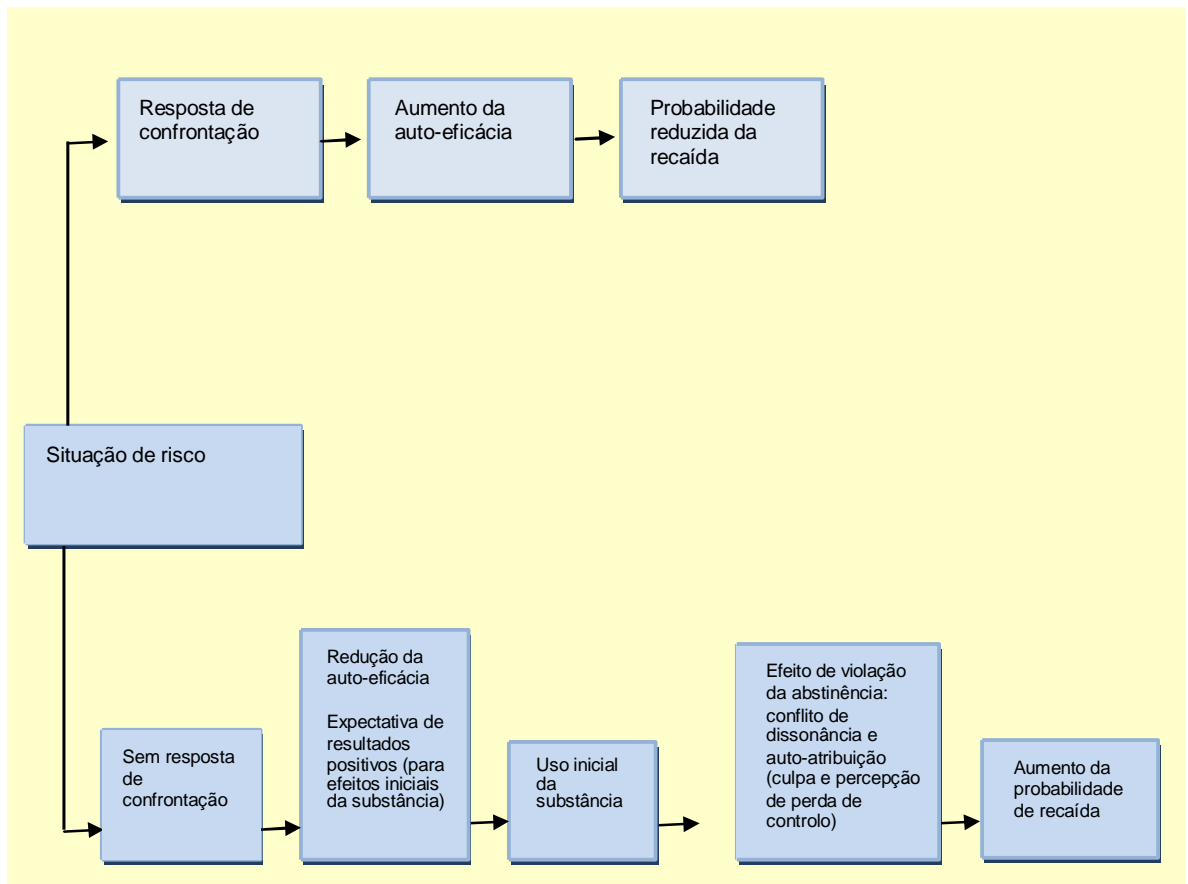 Resposta de
confrontação
Aumento da
auto-eficácia
Probabilidade
reduzida da
recaída
Situação de risco
Sem resposta
de
confrontação
Redução da
auto-eficácia
Expectativa de
resultados
positivos (para
efeitos iniciais
da substância)
Uso inicial
da
substância
Efeito de violação
da abstinência:
conflito de
dissonância e
auto-atribuição
(culpa e percepção
de perda de
controlo)
Aumento da
probabilidade
de recaída